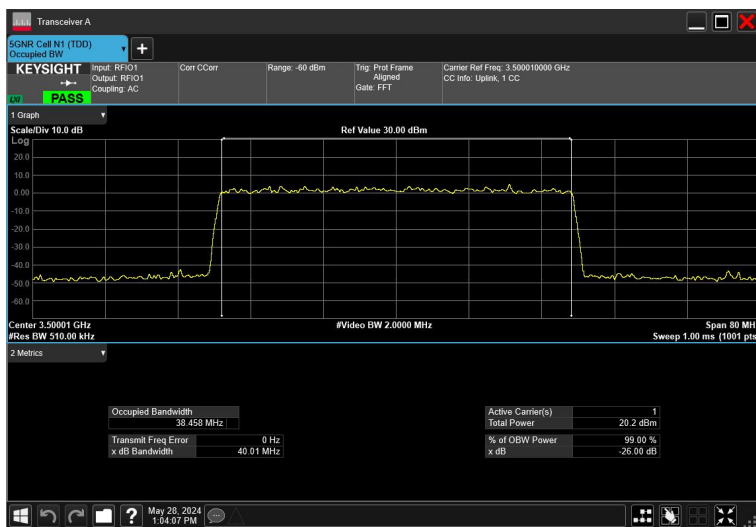 Transceiver A
5GNR Cell N1 (TDD)
Occupied BW
KEYSIGHT
LXI
PASS
Input: RFIO1
Output: RFIO1
Coupling: AC
Corr CCorr
Range: -60 dBm
Trig: Prot Frame
Aligned
Gate: FFT
Carrier Ref Freq: 3.500010000 GHz
CC Info: Uplink, 1 CC
1 Graph
Scale/Div 10.0 dB
Ref Value 30.00 dBm
Log
20.0
10.0
0.00
-10.0
-20.0
-30.0
-40.0
-50.0
-60.0
Center 3.50001 GHz
#Video BW 2.0000 MHz
Span 80 MH
#Res BW 510.00 kHz
Sweep 1.00 ms (1001 pts
2 Metrics
Occupied Bandwidth
38.458 MHz
Transmit Freq Error 0 Hz
x dB Bandwidth 40.01 MHz
Active Carrier(s) 1
Total Power 20.2 dBm
% of OBW Power 99.00 %
x dB -26.00 dB
May 28, 2024
1:04:07 PM